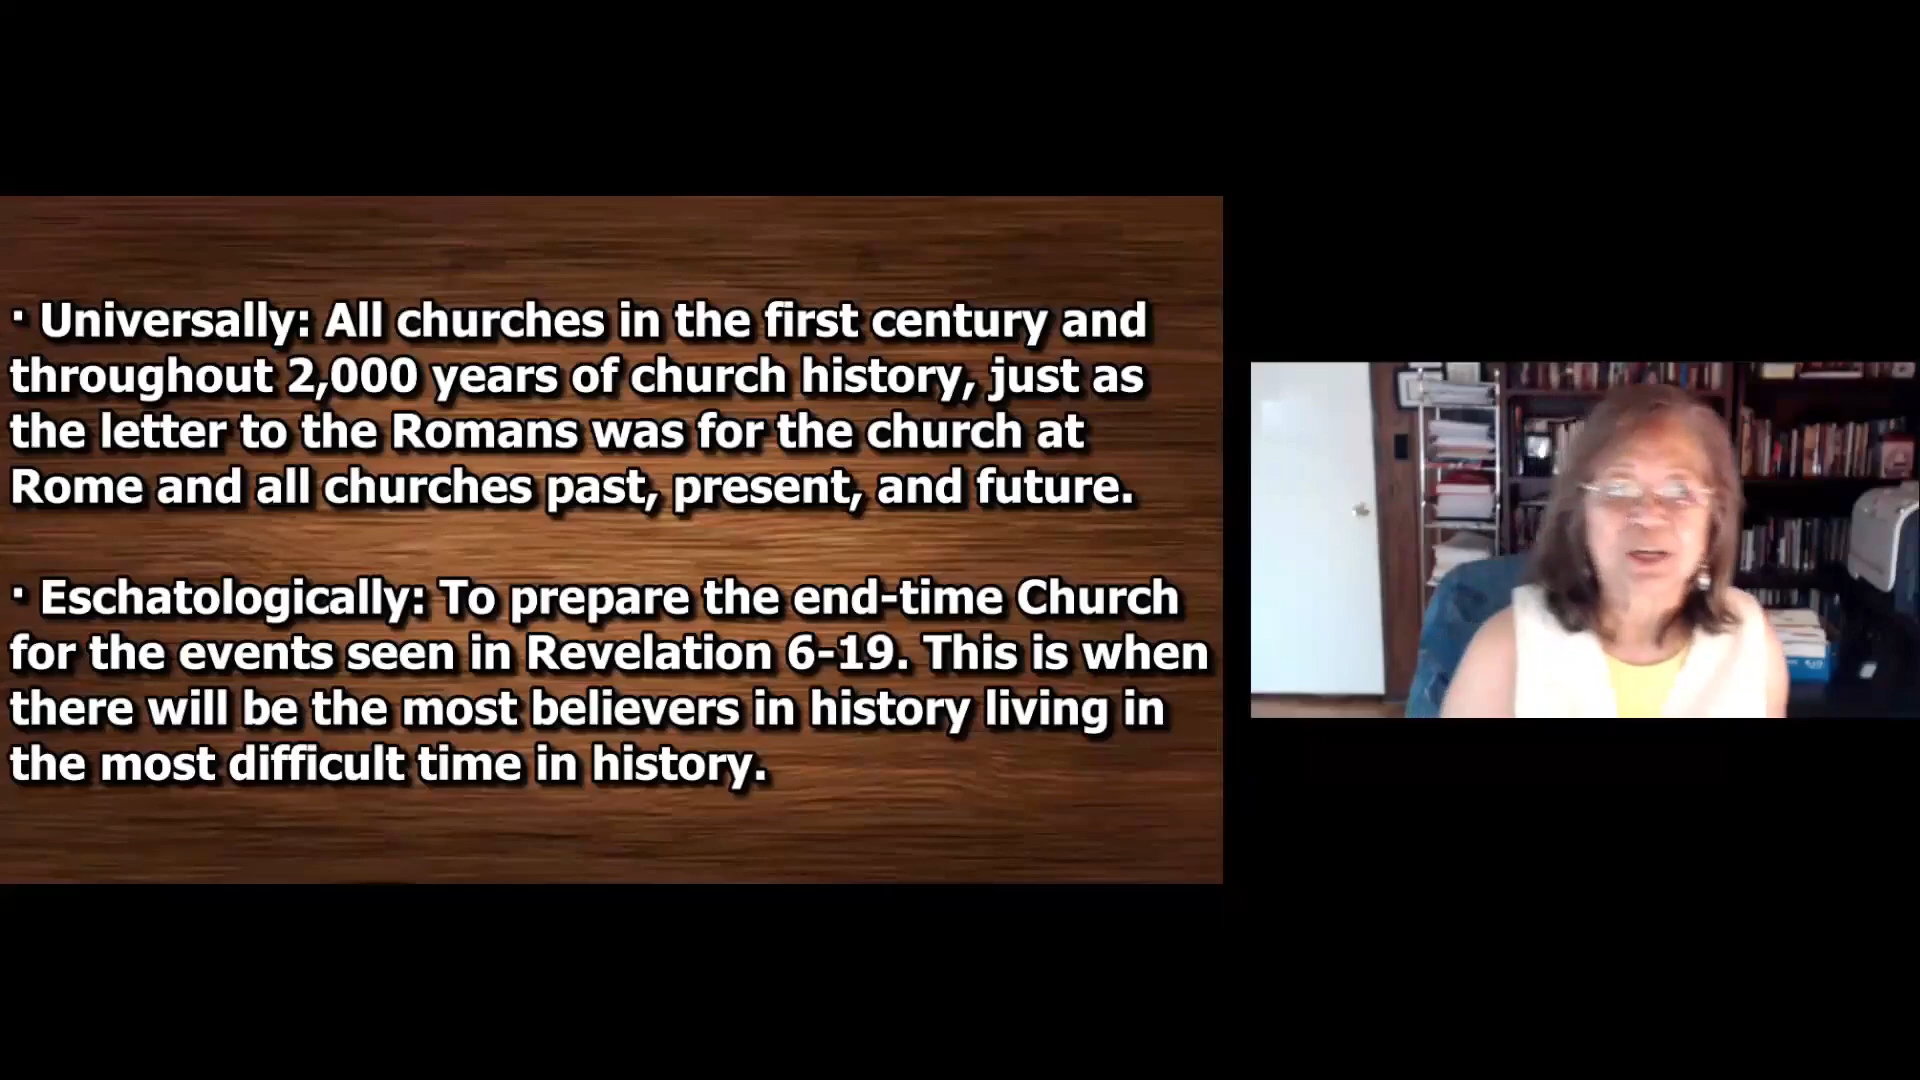 · Universally: All churches in the first century and
throughout 2,000 years of church history, just as
the letter to the Romans was for the church at
Rome and all churches past, present, and future.
· Eschatologically: To prepare the end-time Church
for the events seen in Revelation 6-19. This is when
there will be the most believers in history living in
the most difficult time in history.